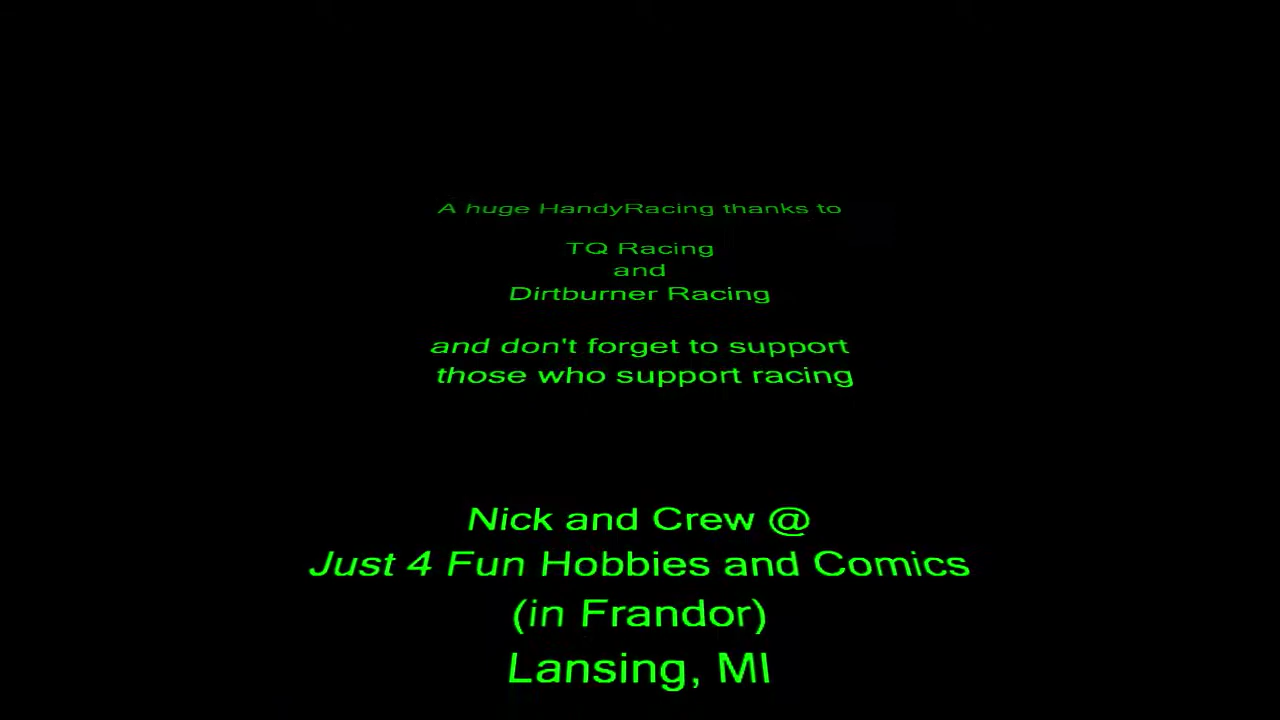 A huge HandyRacing thanks to
TQ Racing
and
Dirtburner Racing
and don't forget to support
those who support racing
Nick and Crew @
Just 4 Fun Hobbies and Comics
(in Frandor)
Lansing, MI